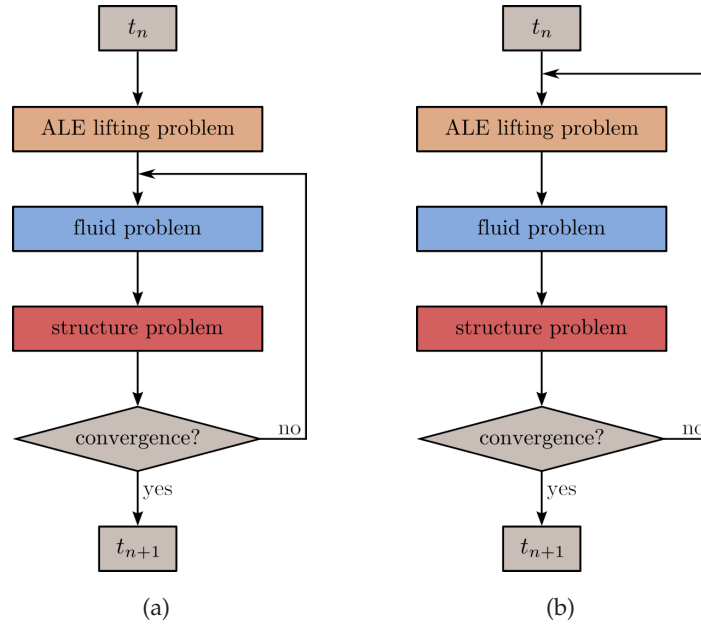 t_n
ALE lifting problem
fluid problem
structure problem
convergence?
no
yes
t_{n+1}
(a)
t_n
ALE lifting problem
fluid problem
structure problem
convergence?
no
yes
t_{n+1}
(b)